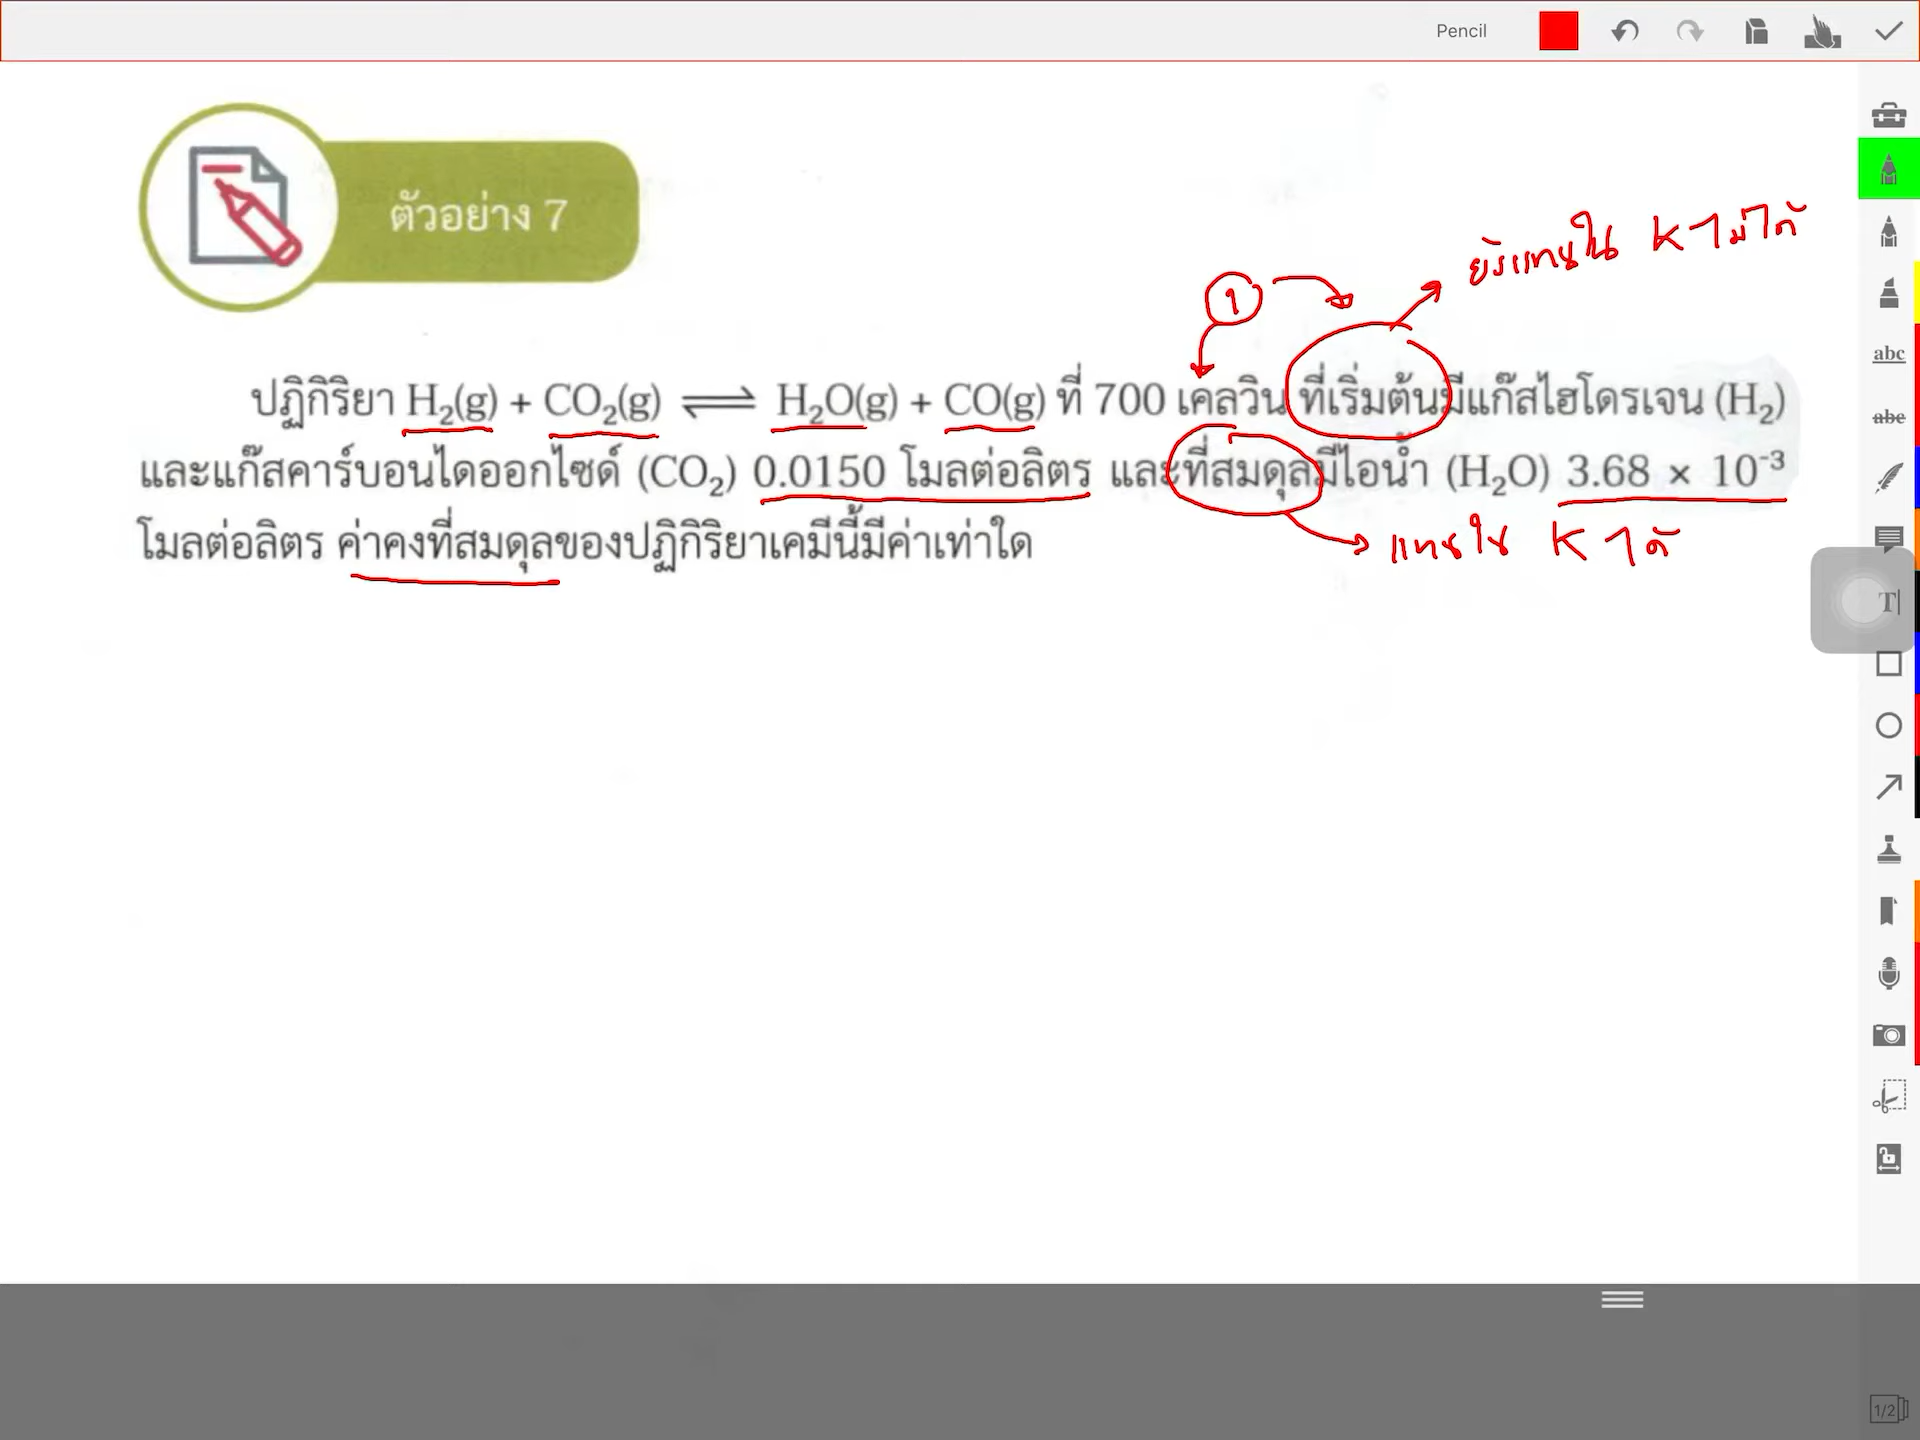 Pencil
ตัวอย่าง 7
ยังแทนใน K ไม่ได้
1
ปฏิกิริยา H₂(g) + CO₂(g) ⇌ H₂O(g) + CO(g) ที่ 700 เคลวิน ที่เริ่มต้นมีแก๊สไฮโดรเจน (H₂)
และแก๊สคาร์บอนไดออกไซด์ (CO₂) 0.0150 โมลต่อลิตร และที่สมดุลมีไอน้ำ (H₂O) 3.68 × 10⁻³
โมลต่อลิตร ค่าคงที่สมดุลของปฏิกิริยาเคมีนี้มีค่าเท่าใด
แทนใน K ได้
abc
abc
T
1/2